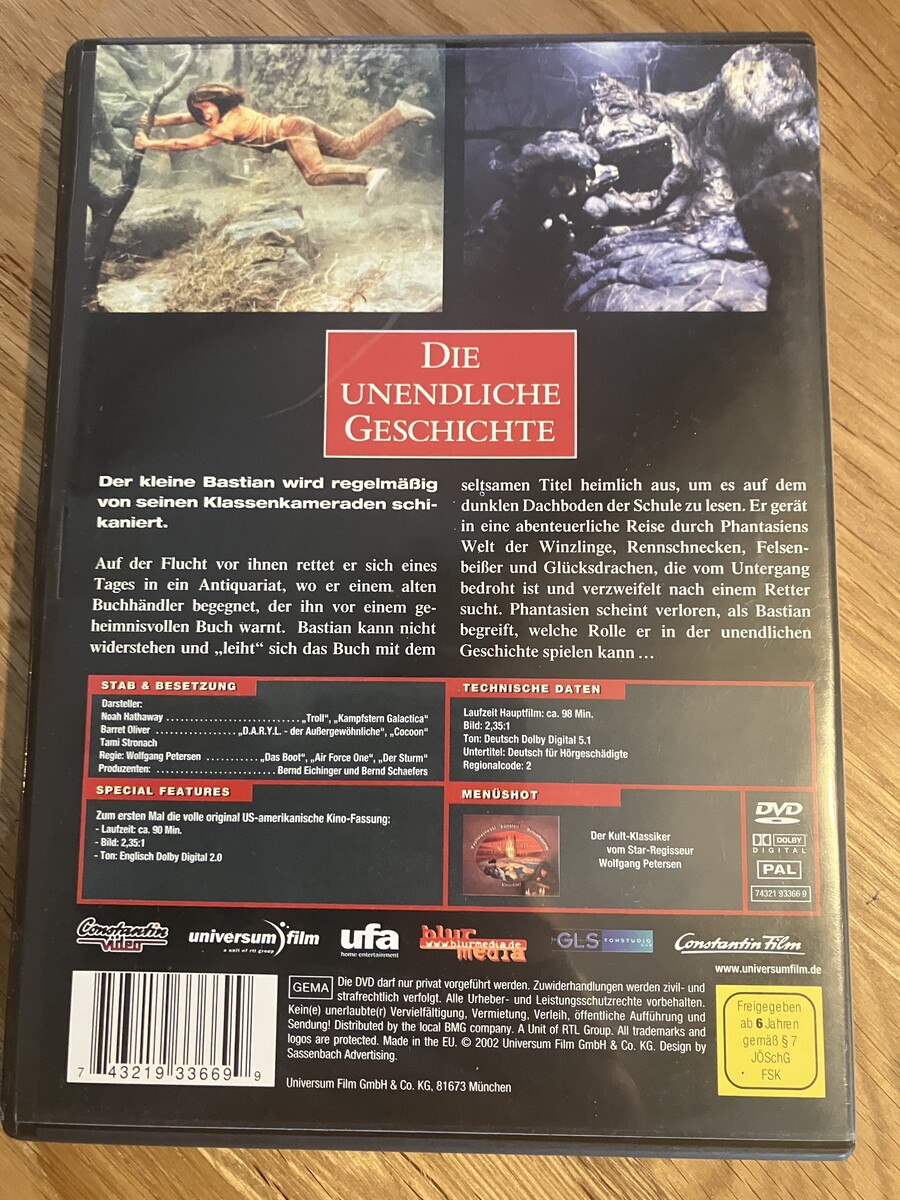 DIE
UNENDLICHE
GESCHICHTE
Der kleine Bastian wird regelmäßig
von seinen Klassenkameraden schi-
kaniert.
Auf der Flucht vor ihnen rettet er sich eines
Tages in ein Antiquariat, wo er einem alten
Buchhändler begegnet, der ihn vor einem ge-
heimnisvollen Buch warnt. Bastian kann nicht
widerstehen und „leiht“ sich das Buch mit dem
seltsamen Titel heimlich aus, um es auf dem
dunklen Dachboden der Schule zu lesen. Er gerät
in eine abenteuerliche Reise durch Phantasiens
Welt der Winzlinge, Rennschnecken, Felsen-
beißer und Glücksdrachen, die vom Untergang
bedroht ist und verzweifelt nach einem Retter
sucht. Phantasien scheint verloren, als Bastian
begreift, welche Rolle er in der unendlichen
Geschichte spielen kann ...
STAB & BESETZUNG
Darsteller:
Noah Hathaway ........................... „Troll“, „Kampfstern Galactica“
Barret Oliver ................. „D.A.R.Y.L. - der Außergewöhnliche“, „Cocoon“
Tami Stronach
Regie: Wolfgang Petersen ........... „Das Boot“, „Air Force One“, „Der Sturm“
Produzenten: ......................... Bernd Eichinger und Bernd Schaefers
TECHNISCHE DATEN
Laufzeit Hauptfilm: ca. 98 Min.
Bild: 2,35:1
Ton: Deutsch Dolby Digital 5.1
Untertitel: Deutsch für Hörgeschädigte
Regionalcode: 2
SPECIAL FEATURES
Zum ersten Mal die volle original US-amerikanische Kino-Fassung:
- Laufzeit: ca. 90 Min.
- Bild: 2,35:1
- Ton: Englisch Dolby Digital 2.0
MENÜSHOT
Der Kult-Klassiker
vom Star-Regisseur
Wolfgang Petersen
DVD
DOLBY
DIGITAL
PAL
74321 93366 9
Constantin
Video
universum film
a unit of rtl group
ufa
home entertainment
blur
www.blurmedia.de
media
GLS TONSTUDIO
Constantin Film
www.universumfilm.de
GEMA Die DVD darf nur privat vorgeführt werden. Zuwiderhandlungen werden zivil- und
strafrechtlich verfolgt. Alle Urheber- und Leistungsschutzrechte vorbehalten.
Kein(e) unerlaubte(r) Vervielfältigung, Vermietung, Verleih, öffentliche Aufführung und
Sendung! Distributed by the local BMG company. A Unit of RTL Group. All trademarks and
logos are protected. Made in the EU. © 2002 Universum Film GmbH & Co. KG. Design by
Sassenbach Advertising.
Universum Film GmbH & Co. KG, 81673 München
7 43219 33669 9
Freigegeben
ab 6 Jahren
gemäß § 7
JÖSchG
FSK